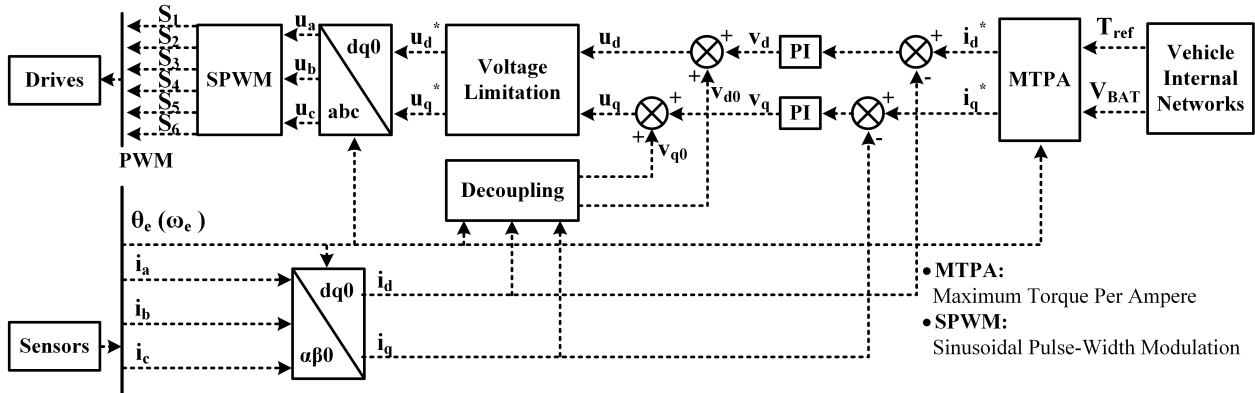 Drives
PWM
S1
S2
S3
S4
S5
S6
SPWM
ua
ub
uc
dq0
abc
ud*
uq*
Voltage
Limitation
ud
uq
+
+
vd0
+
+
vq0
vd
vq
PI
PI
+
-
+
-
id*
iq*
MTPA
Tref
VBAT
Vehicle
Internal
Networks
Decoupling
θe (ωe )
Sensors
ia
ib
ic
dq0
αβ0
id
iq
• MTPA:
Maximum Torque Per Ampere
• SPWM:
Sinusoidal Pulse-Width Modulation